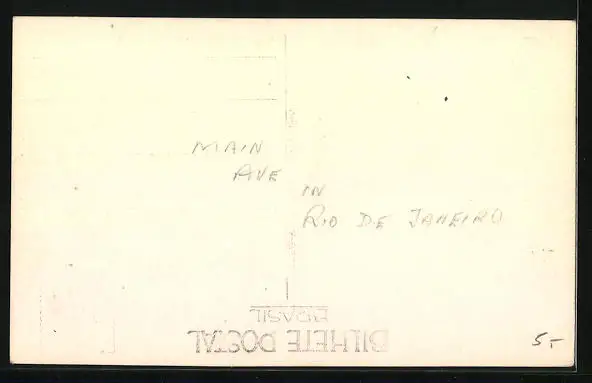 MAIN
AVE
IN
RIO DE JANEIRO
BRASIL
BILHETE POSTAL
5-